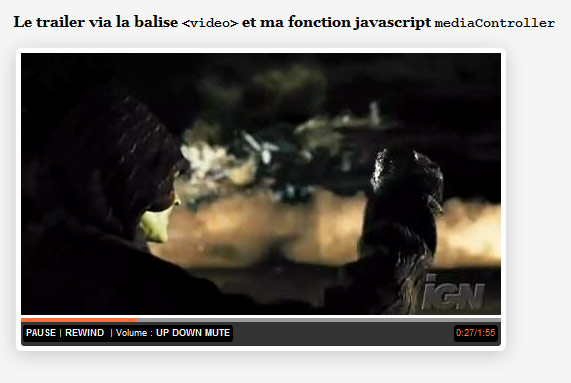 Le trailer via la balise <video> et ma fonction javascript mediaController
IGN
PAUSE | REWIND | Volume : UP DOWN MUTE 0:27/1:55